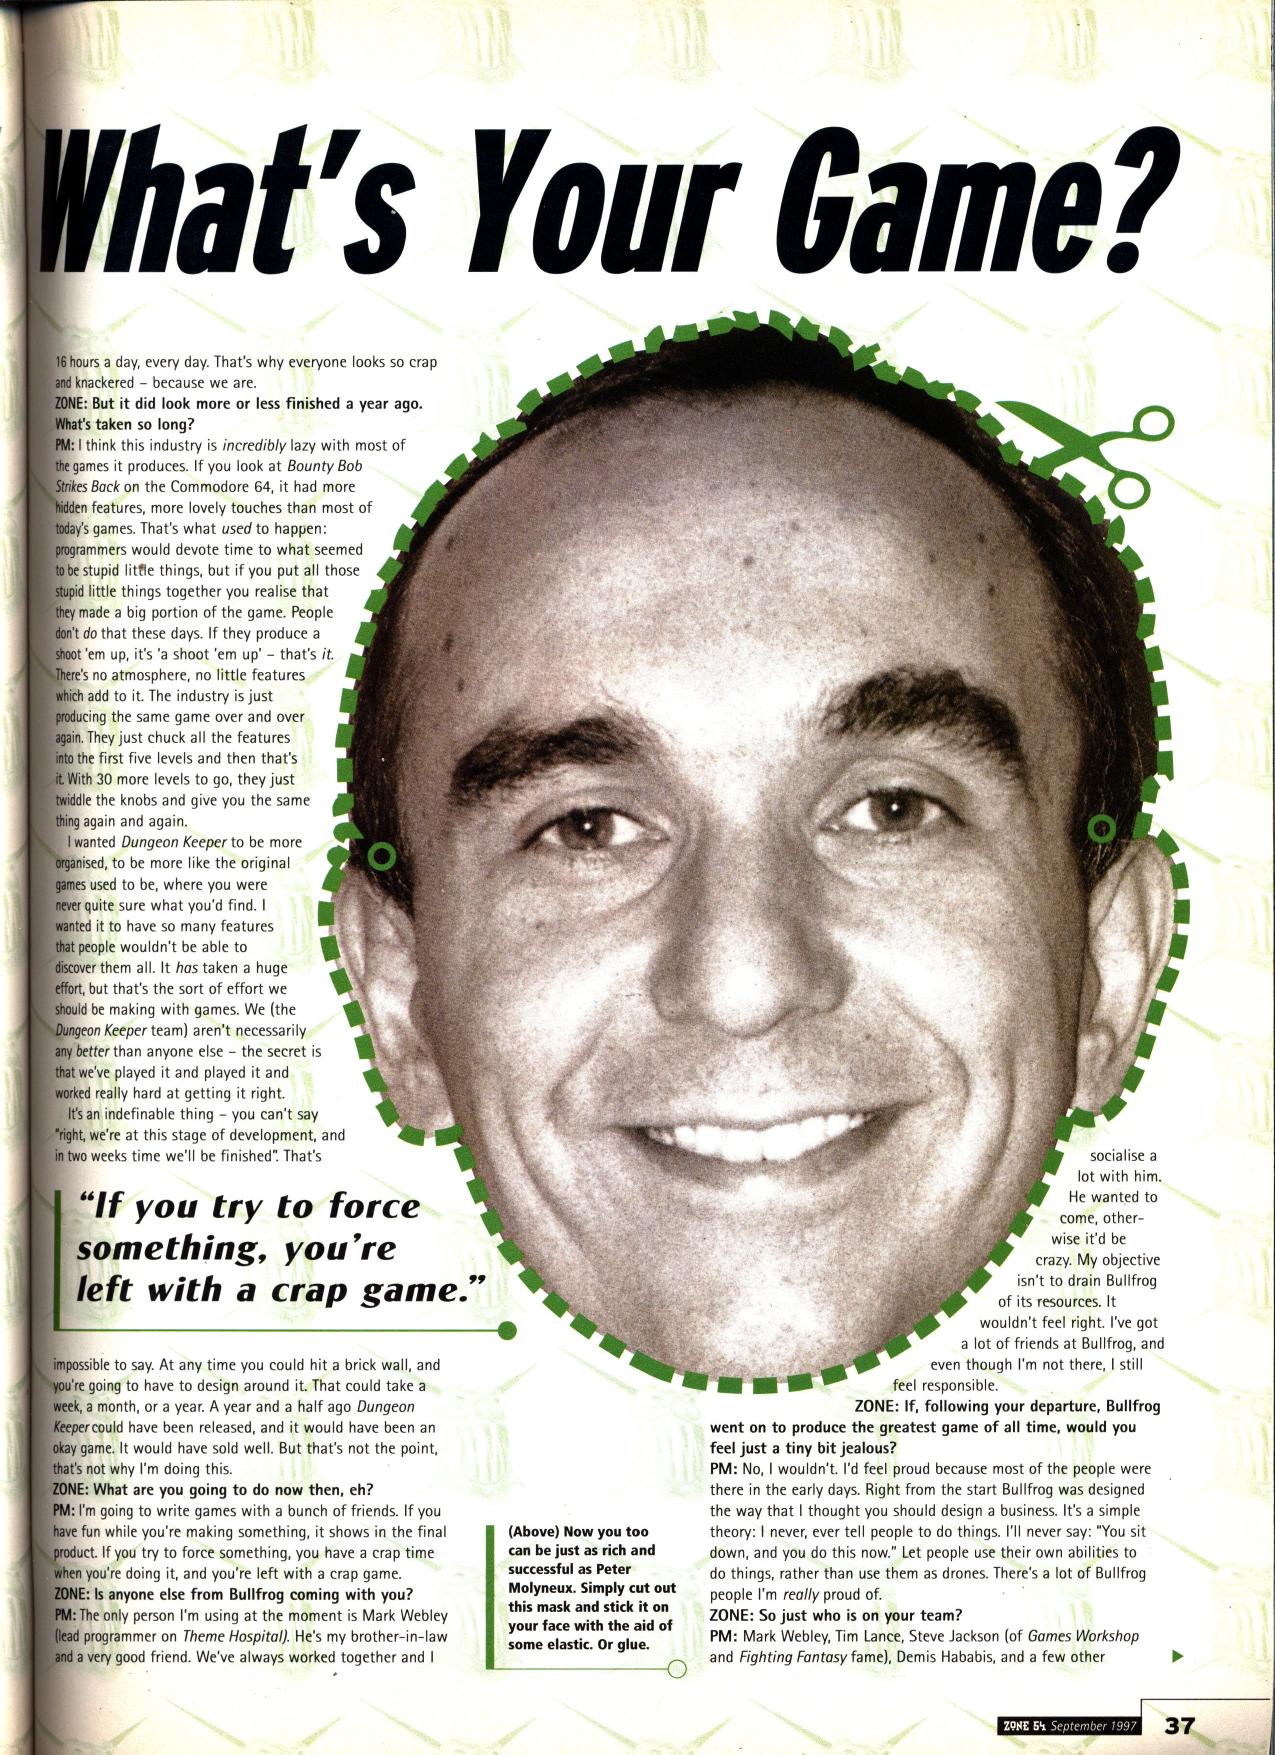 What's Your Game?
16 hours a day, every day. That's why everyone looks so crap
and knackered – because we are.
ZONE: But it did look more or less finished a year ago.
What's taken so long?
PM: I think this industry is incredibly lazy with most of
the games it produces. If you look at Bounty Bob
Strikes Back on the Commodore 64, it had more
hidden features, more lovely touches than most of
today's games. That's what used to happen:
programmers would devote time to what seemed
to be stupid little things, but if you put all those
stupid little things together you realise that
they made a big portion of the game. People
don't do that these days. If they produce a
shoot 'em up, it's 'a shoot 'em up' – that's it.
There's no atmosphere, no little features
which add to it. The industry is just
producing the same game over and over
again. They just chuck all the features
into the first five levels and then that's
it. With 30 more levels to go, they just
twiddle the knobs and give you the same
thing again and again.
I wanted Dungeon Keeper to be more
organised, to be more like the original
games used to be, where you were
never quite sure what you'd find. I
wanted it to have so many features
that people wouldn't be able to
discover them all. It has taken a huge
effort, but that's the sort of effort we
should be making with games. We (the
Dungeon Keeper team) aren't necessarily
any better than anyone else – the secret is
that we've played it and played it and
worked really hard at getting it right.
It's an indefinable thing – you can't say
"right, we're at this stage of development, and
in two weeks time we'll be finished". That's
"If you try to force
something, you're
left with a crap game."
impossible to say. At any time you could hit a brick wall, and
you're going to have to design around it. That could take a
week, a month, or a year. A year and a half ago Dungeon
Keeper could have been released, and it would have been an
okay game. It would have sold well. But that's not the point,
that's not why I'm doing this.
ZONE: What are you going to do now then, eh?
PM: I'm going to write games with a bunch of friends. If you
have fun while you're making something, it shows in the final
product. If you try to force something, you have a crap time
when you're doing it, and you're left with a crap game.
ZONE: Is anyone else from Bullfrog coming with you?
PM: The only person I'm using at the moment is Mark Webley
(lead programmer on Theme Hospital). He's my brother-in-law
and a very good friend. We've always worked together and I
(Above) Now you too
can be just as rich and
successful as Peter
Molyneux. Simply cut out
this mask and stick it on
your face with the aid of
some elastic. Or glue.
socialise a
lot with him.
He wanted to
come, other-
wise it'd be
crazy. My objective
isn't to drain Bullfrog
of its resources. It
wouldn't feel right. I've got
a lot of friends at Bullfrog, and
even though I'm not there, I still
feel responsible.
ZONE: If, following your departure, Bullfrog
went on to produce the greatest game of all time, would you
feel just a tiny bit jealous?
PM: No, I wouldn't. I'd feel proud because most of the people were
there in the early days. Right from the start Bullfrog was designed
the way that I thought you should design a business. It's a simple
theory: I never, ever tell people to do things. I'll never say: "You sit
down, and you do this now." Let people use their own abilities to
do things, rather than use them as drones. There's a lot of Bullfrog
people I'm really proud of.
ZONE: So just who is on your team?
PM: Mark Webley, Tim Lance, Steve Jackson (of Games Workshop
and Fighting Fantasy fame), Demis Hababis, and a few other
ZONE 54 September 1997 37